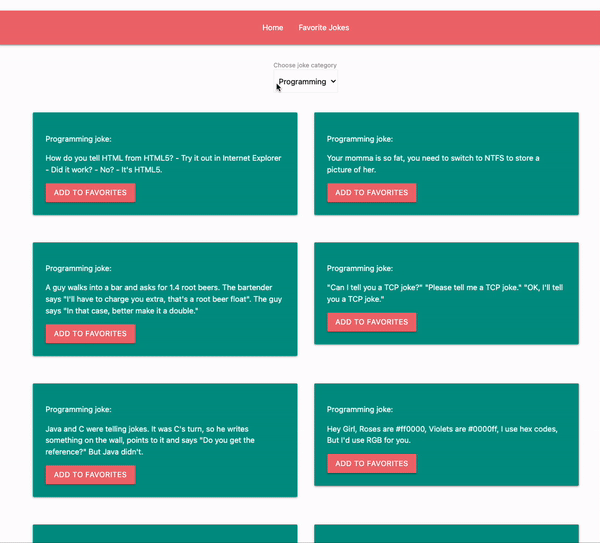 Home Favorite Jokes
Choose joke category
Programming
Programming joke:
How do you tell HTML from HTML5? - Try it out in Internet Explorer
- Did it work? - No? - It's HTML5.
ADD TO FAVORITES
Programming joke:
Your momma is so fat, you need to switch to NTFS to store a
picture of her.
ADD TO FAVORITES
Programming joke:
A guy walks into a bar and asks for 1.4 root beers. The bartender
says "I'll have to charge you extra, that's a root beer float". The guy
says "In that case, better make it a double."
ADD TO FAVORITES
Programming joke:
"Can I tell you a TCP joke?" "Please tell me a TCP joke." "OK, I'll tell
you a TCP joke."
ADD TO FAVORITES
Programming joke:
Java and C were telling jokes. It was C's turn, so he writes
something on the wall, points to it and says "Do you get the
reference?" But Java didn't.
ADD TO FAVORITES
Programming joke:
Hey Girl, Roses are #ff0000, Violets are #0000ff, I use hex codes,
But I'd use RGB for you.
ADD TO FAVORITES